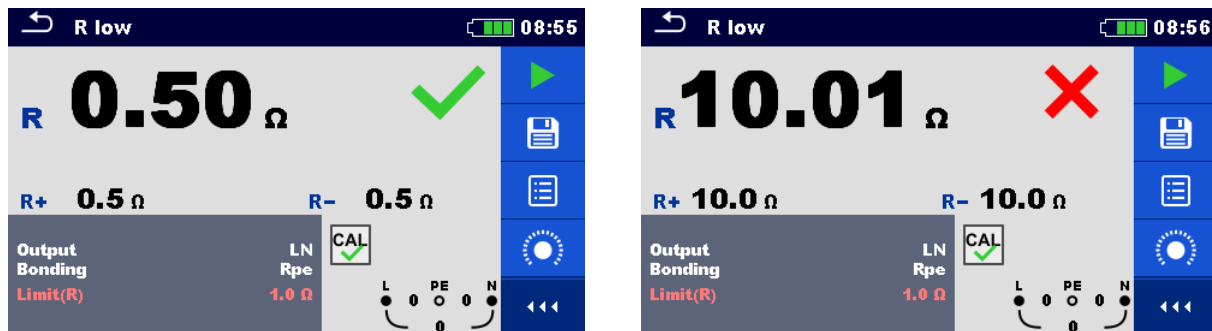 R low 08:55
R 0.50 Ω
R+ 0.5 Ω R- 0.5 Ω
Output LN
Bonding Rpe
Limit(R) 1.0 Ω
CAL
L PE N
0 0
0
R low 08:56
R 10.01 Ω
R+ 10.0 Ω R- 10.0 Ω
Output LN
Bonding Rpe
Limit(R) 1.0 Ω
CAL
L PE N
0 0
0